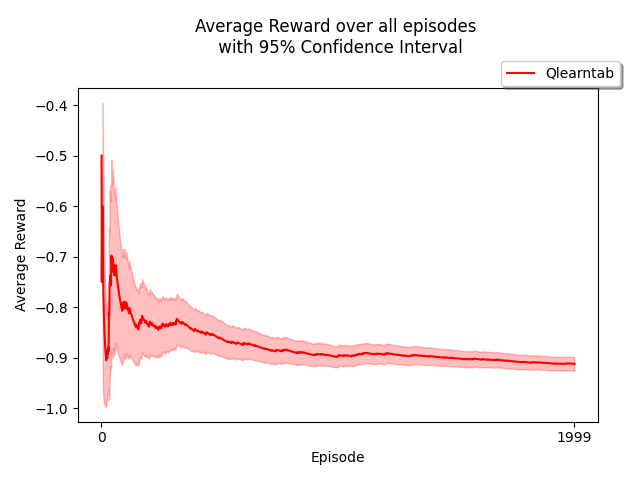 Average Reward over all episodes
with 95% Confidence Interval
Qlearntab
−0.4
−0.5
−0.6
−0.7
−0.8
−0.9
−1.0
Average Reward
0
1999
Episode